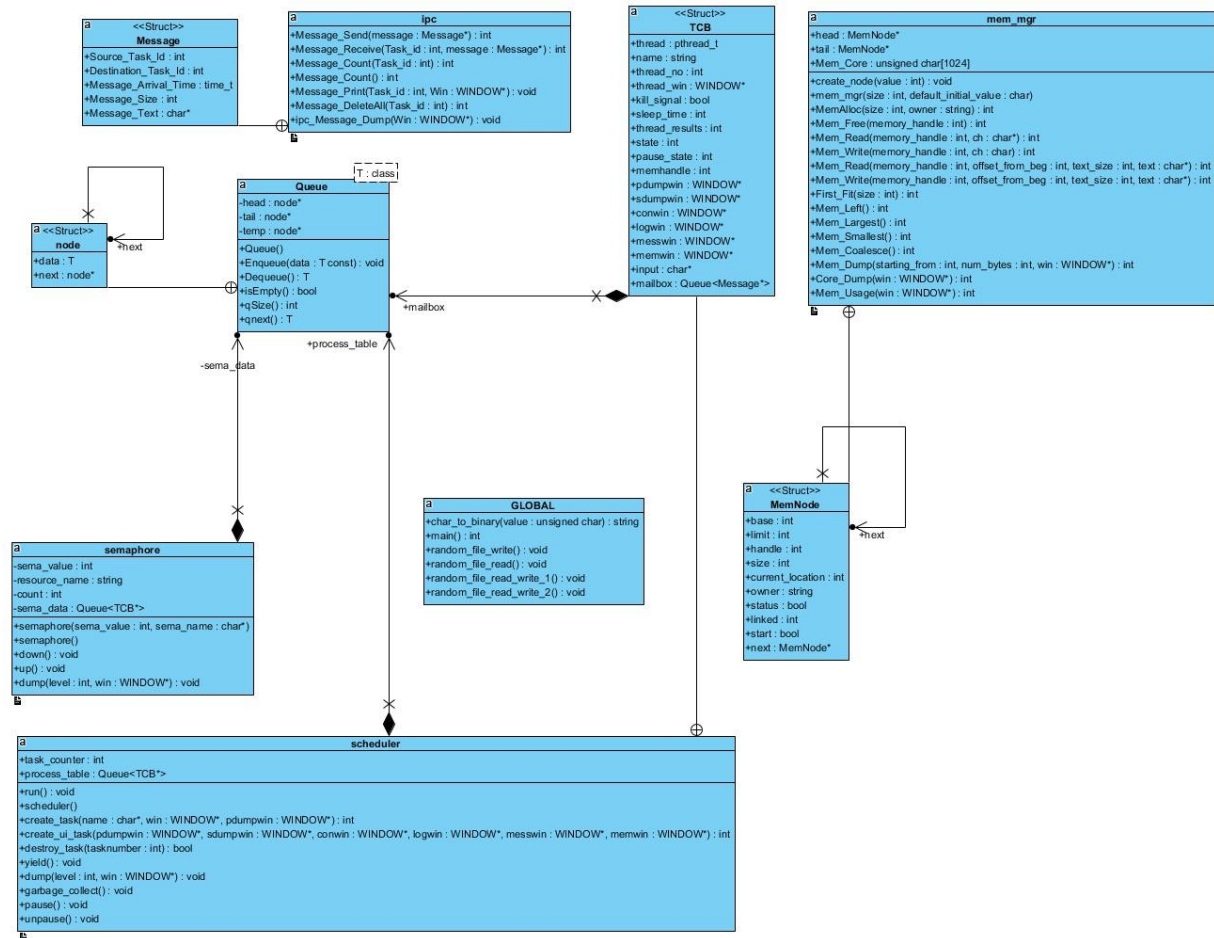 a
<<Struct>>
Message
+Source_Task_Id : int
+Destination_Task_Id : int
+Message_Arrival_Time : time_t
+Message_Size : int
+Message_Text : char*
a
ipc
+Message_Send(message : Message*) : int
+Message_Receive(Task_id : int, message : Message*) : int
+Message_Count(Task_id : int) : int
+Message_Count() : int
+Message_Print(Task_id : int, Win : WINDOW*) : void
+Message_DeleteAll(Task_id : int) : int
+ipc_Message_Dump(Win : WINDOW*) : void
a
<<Struct>>
TCB
+thread : pthread_t
+name : string
+thread_no : int
+thread_win : WINDOW*
+kill_signal : bool
+sleep_time : int
+thread_results : int
+state : int
+pause_state : int
+memhandle : int
+pdumpwin : WINDOW*
+sdumpwin : WINDOW*
+conwin : WINDOW*
+logwin : WINDOW*
+messwin : WINDOW*
+memwin : WINDOW*
+input : char*
+mailbox : Queue<Message*>
a
mem_mgr
+head : MemNode*
+tail : MemNode*
+Mem_Core : unsigned char[1024]
+create_node(value : int) : void
+mem_mgr(size : int, default_initial_value : char)
+MemAlloc(size : int, owner : string) : int
+Mem_Free(memory_handle : int) : int
+Mem_Read(memory_handle : int, ch : char*) : int
+Mem_Write(memory_handle : int, ch : char) : int
+Mem_Read(memory_handle : int, offset_from_beg : int, text_size : int, text : char*) : int
+Mem_Write(memory_handle : int, offset_from_beg : int, text_size : int, text : char*) : int
+First_Fit(size : int) : int
+Mem_Left() : int
+Mem_Largest() : int
+Mem_Smallest() : int
+Mem_Coalesce() : int
+Mem_Dump(starting_from : int, num_bytes : int, win : WINDOW*) : int
+Core_Dump(win : WINDOW*) : int
+Mem_Usage(win : WINDOW*) : int
a
<<Struct>>
node
+data : T
+next : node*
+next
T : class
a
Queue
-head : node*
-tail : node*
-temp : node*
+Queue()
+Enqueue(data : T const) : void
+Dequeue() : T
+isEmpty() : bool
+qSize() : int
+qnext() : T
+mailbox
+process_table
-sema_data
a
GLOBAL
+char_to_binary(value : unsigned char) : string
+main() : int
+random_file_write() : void
+random_file_read() : void
+random_file_read_write_1() : void
+random_file_read_write_2() : void
a
<<Struct>>
MemNode
+base : int
+limit : int
+handle : int
+size : int
+current_location : int
+owner : string
+status : bool
+linked : int
+start : bool
+next : MemNode*
+next
a
semaphore
-sema_value : int
-resource_name : string
-count : int
-sema_data : Queue<TCB*>
+semaphore(sema_value : int, sema_name : char*)
+semaphore()
+down() : void
+up() : void
+dump(level : int, win : WINDOW*) : void
a
scheduler
+task_counter : int
+process_table : Queue<TCB*>
+run() : void
+scheduler()
+create_task(name : char*, win : WINDOW*, pdumpwin : WINDOW*) : int
+create_ui_task(pdumpwin : WINDOW*, sdumpwin : WINDOW*, conwin : WINDOW*, logwin : WINDOW*, messwin : WINDOW*, memwin : WINDOW*) : int
+destroy_task(tasknumber : int) : bool
+yield() : void
+dump(level : int, win : WINDOW*) : void
+garbage_collect() : void
+pause() : void
+unpause() : void